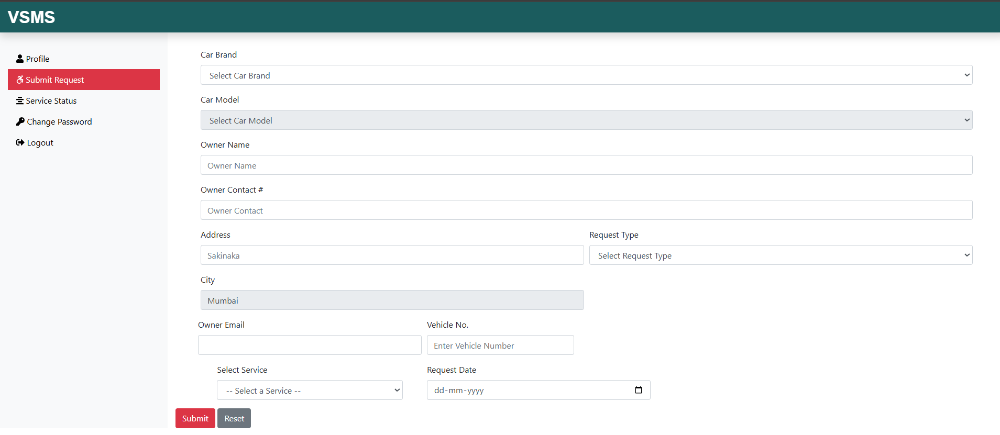 VSMS
Profile
Submit Request
Service Status
Change Password
Logout
Car Brand
Select Car Brand
Car Model
Select Car Model
Owner Name
Owner Name
Owner Contact #
Owner Contact
Address
Request Type
Sakinaka
Select Request Type
City
Mumbai
Owner Email
Vehicle No.
Enter Vehicle Number
Select Service
Request Date
-- Select a Service --
dd-mm-yyyy
Submit
Reset